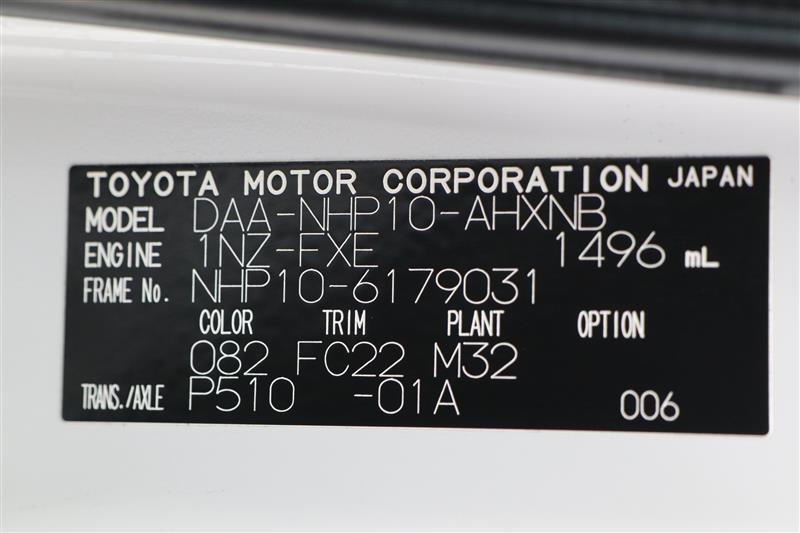 TOYOTA MOTOR CORPORATION JAPAN
MODEL DAA-NHP10-AHXNB
ENGINE 1NZ-FXE 1496 mL
FRAME No. NHP10-6179031
COLOR TRIM PLANT OPTION
082 FC22 M32
TRANS./AXLE P510 -01A 006